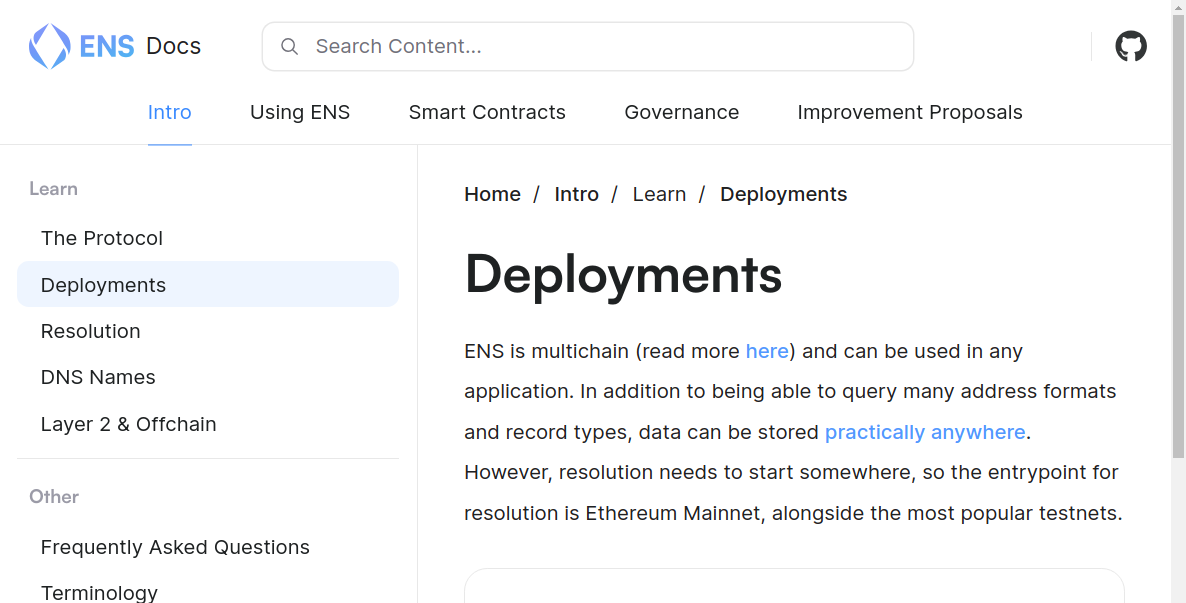 ENS Docs
Search Content...
Intro
Using ENS
Smart Contracts
Governance
Improvement Proposals
Learn
The Protocol
Deployments
Resolution
DNS Names
Layer 2 & Offchain
Other
Frequently Asked Questions
Terminology
Home / Intro / Learn / Deployments
Deployments
ENS is multichain (read more here) and can be used in any
application. In addition to being able to query many address formats
and record types, data can be stored practically anywhere.
However, resolution needs to start somewhere, so the entrypoint for
resolution is Ethereum Mainnet, alongside the most popular testnets.